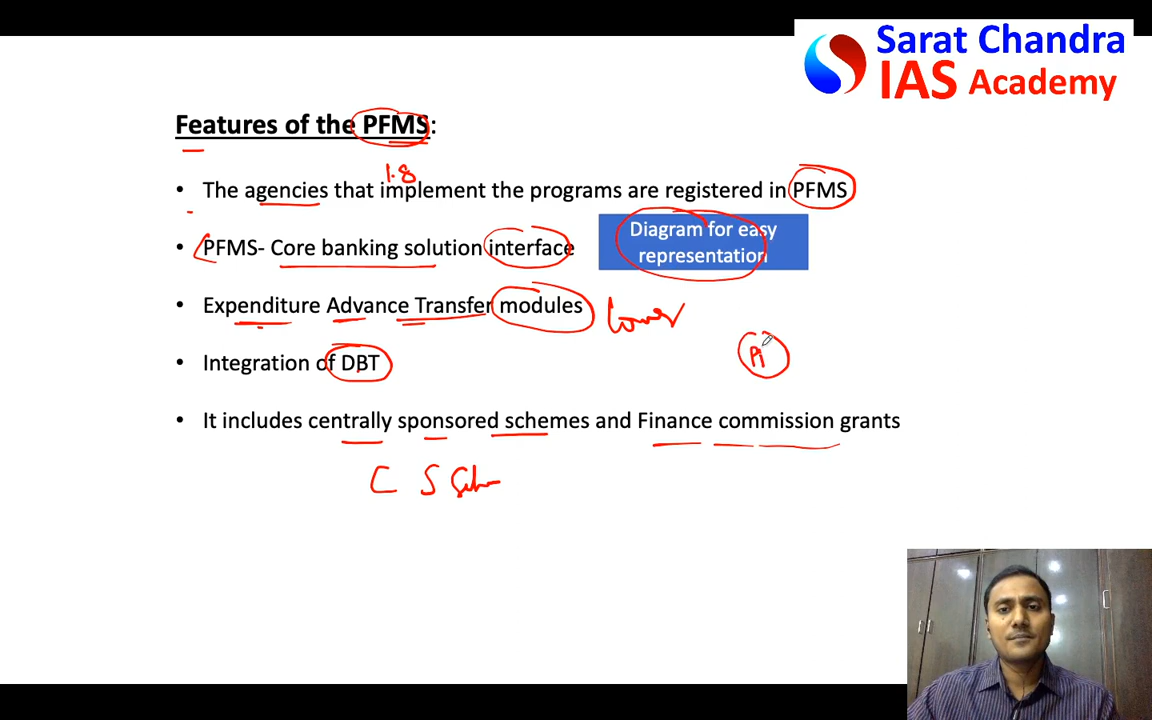 Sarat Chandra
IAS Academy
Features of the PFMS:
1.8
• The agencies that implement the programs are registered in PFMS
• PFMS- Core banking solution interface
Diagram for easy
representation
• Expenditure Advance Transfer modules
lower
• Integration of DBT
• It includes centrally sponsored schemes and Finance commission grants
C S